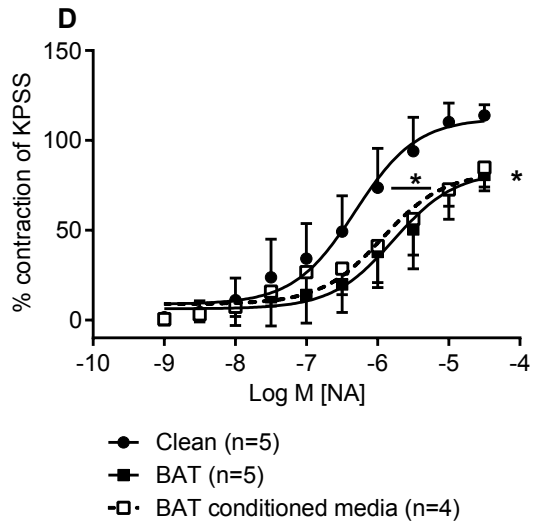 D
% contraction of KPSS
150
100
50
0
*
*
-10
-9
-8
-7
-6
-5
-4
Log M [NA]
Clean (n=5)
BAT (n=5)
BAT conditioned media (n=4)